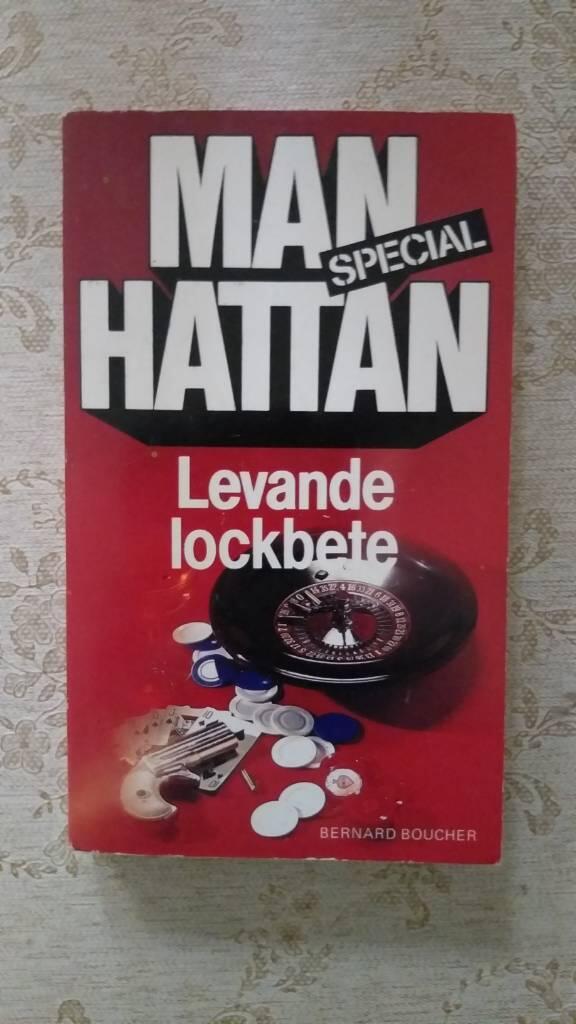 MAN
SPECIAL
HATTAN
Levande
lockbete
BERNARD BOUCHER